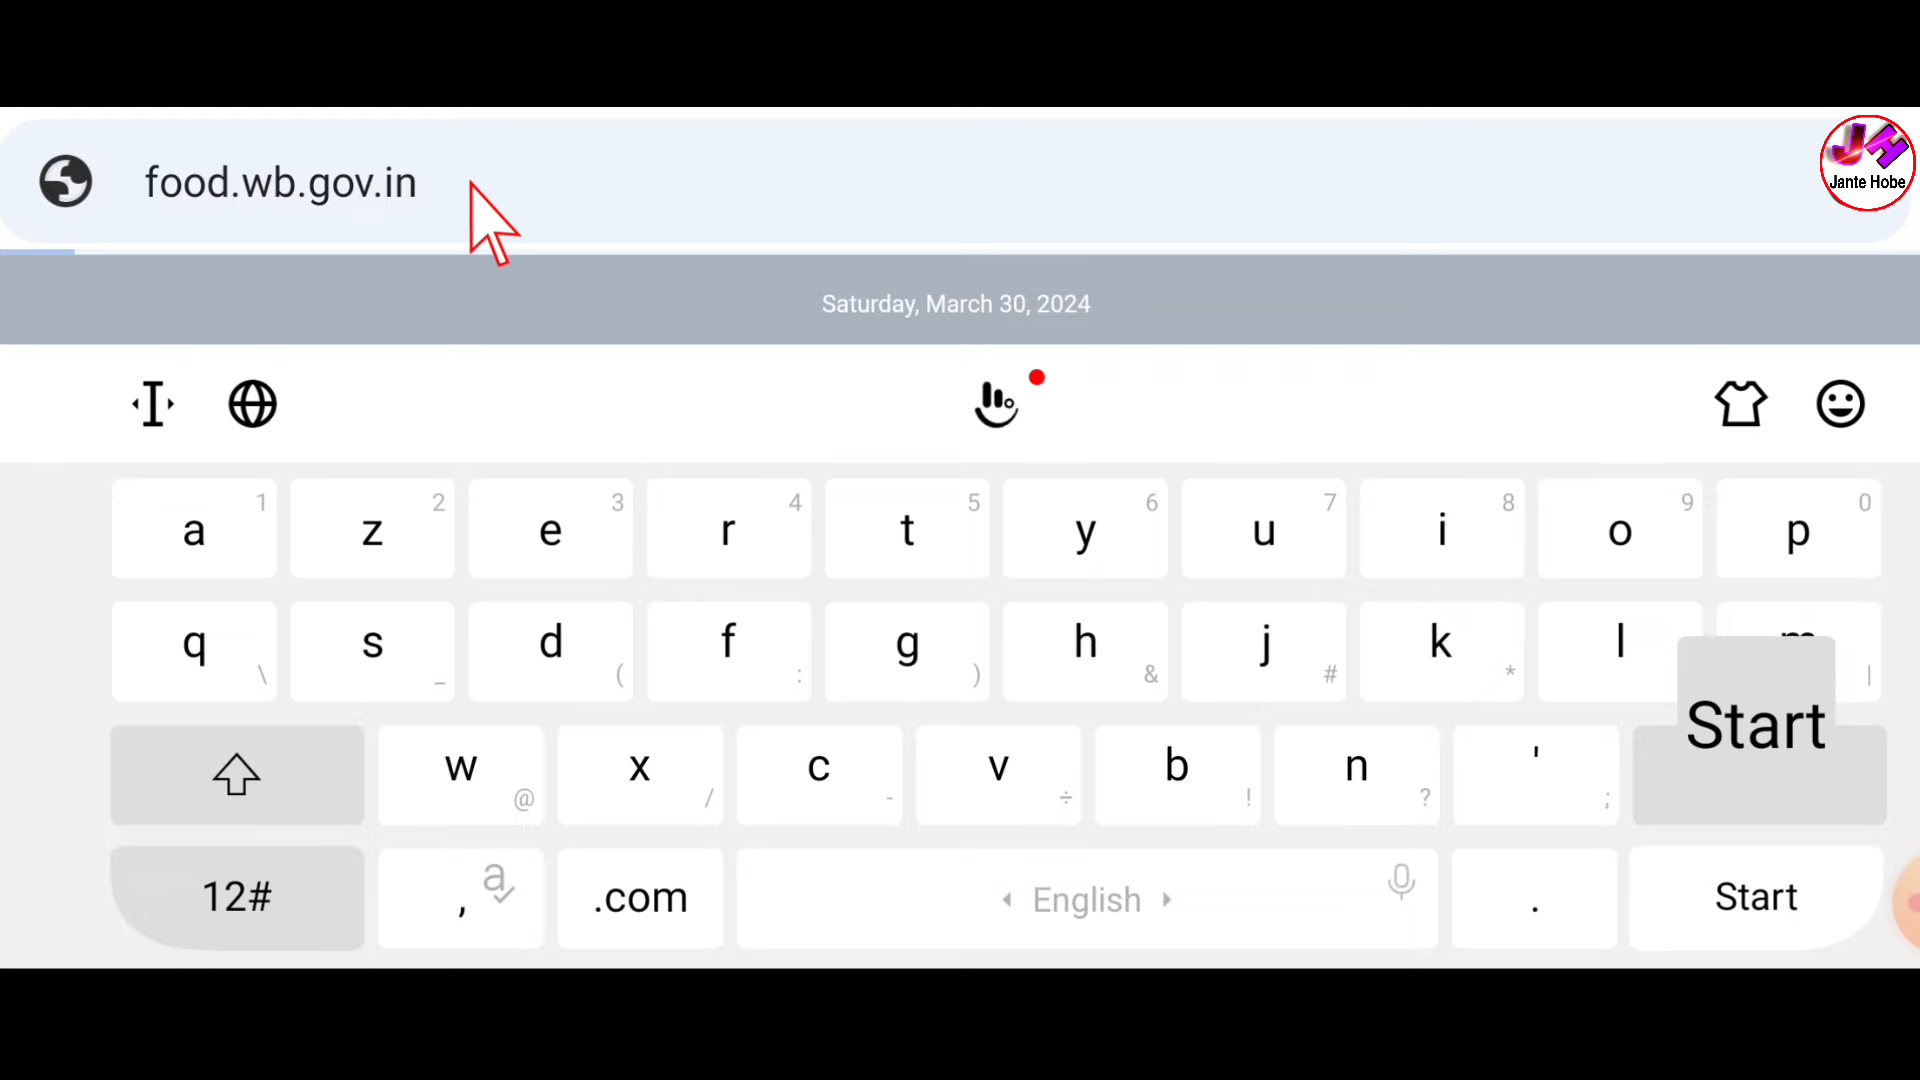 food.wb.gov.in
JH
Jante Hobe
Saturday, March 30, 2024
a 1 z 2 e 3 r 4 t 5 y 6 u 7 i 8 o 9 p 0
q \ s _ d ( f : g ) h & j # k * l m |
w @ x / c - v ÷ b ! n ? ' ;
Start
12# , a .com English . Start